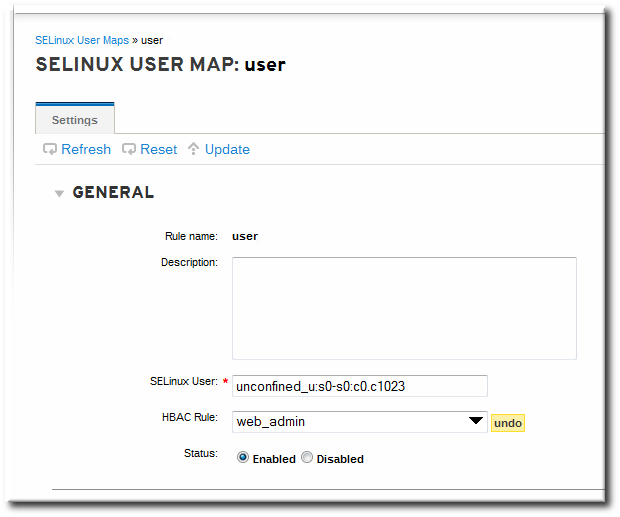 SELinux User Maps » user
SELINUX USER MAP: user
Settings
Refresh Reset Update
GENERAL
Rule name: user
Description:
SELinux User: * unconfined_u:s0-s0:c0.c1023
HBAC Rule: web_admin undo
Status: Enabled Disabled